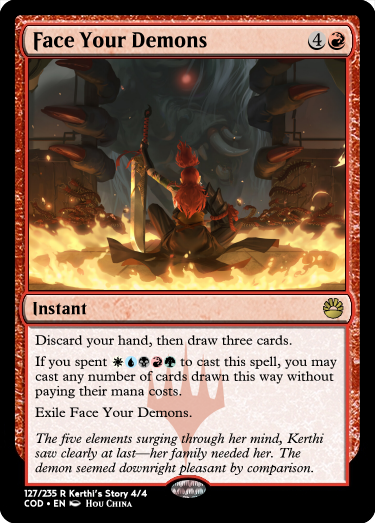 Face Your Demons 4
Instant
Discard your hand, then draw three cards.
If you spent to cast this spell, you may
cast any number of cards drawn this way without
paying their mana costs.
Exile Face Your Demons.
The five elements surging through her mind, Kerthi
saw clearly at last—her family needed her. The
demon seemed downright pleasant by comparison.
127/235 R Kerthi's Story 4/4
COD • EN Hou China